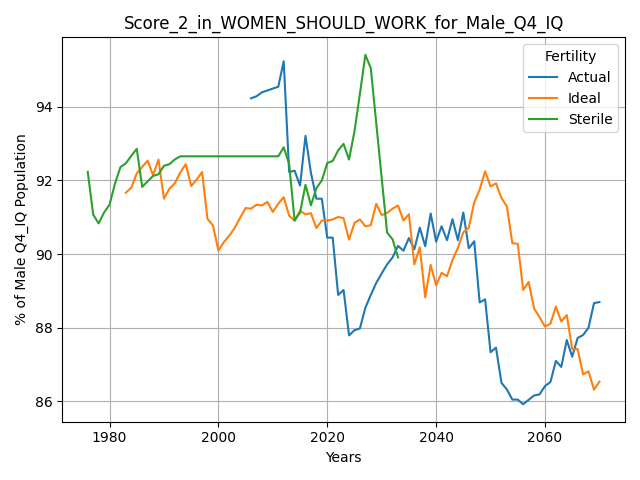 Score_2_in_WOMEN_SHOULD_WORK_for_Male_Q4_IQ
Fertility
Actual
Ideal
Sterile
% of Male Q4_IQ Population
94
92
90
88
86
1980
2000
2020
2040
2060
Years